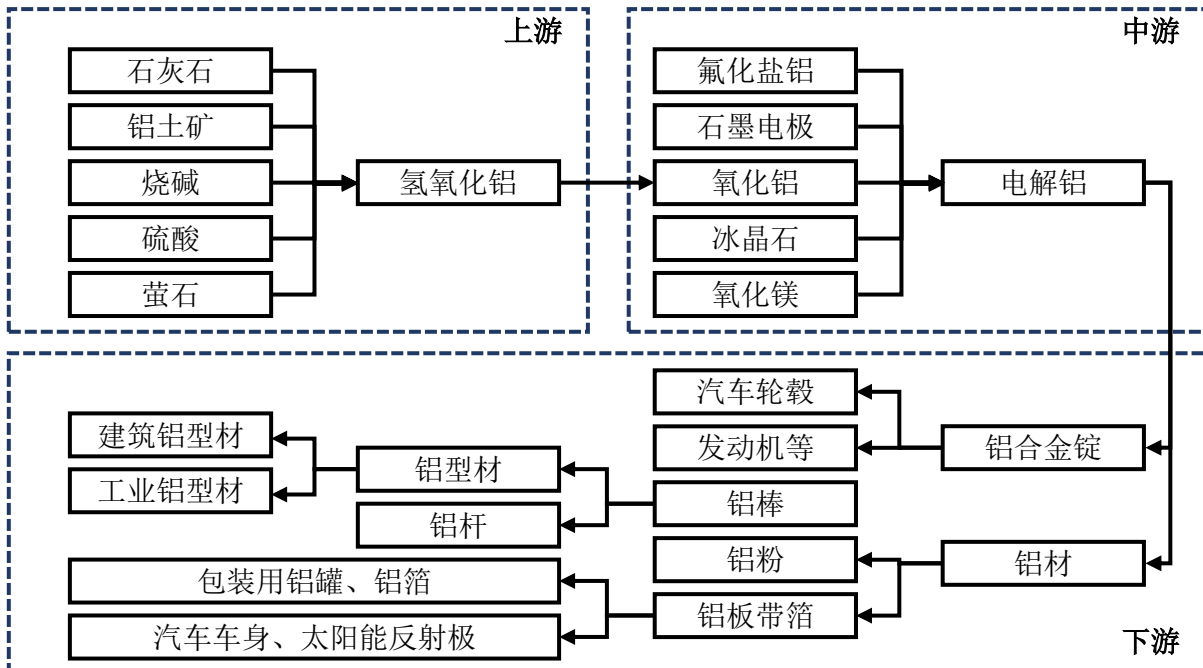 上游
石灰石
铝土矿
烧碱
硫酸
萤石
氢氧化铝
中游
氟化盐铝
石墨电极
氧化铝
冰晶石
氧化镁
电解铝
汽车轮毂
发动机等
铝合金锭
建筑铝型材
工业铝型材
铝型材
铝杆
铝棒
铝粉
铝材
包装用铝罐、铝箔
汽车车身、太阳能反射极
铝板带箔
下游